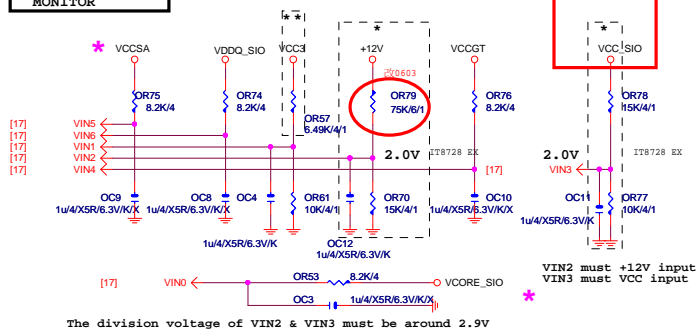 MONITOR
* *
*
*
*
VCCSA
VDDQ_SIO
VCC3
+12V
VCCGT
VCC_SIO
改0603
OR75
8.2K/4
OR74
8.2K/4
OR57
6.49K/4/1
OR79
75K/6/1
OR76
8.2K/4
OR78
15K/4/1
[17]
VIN5
[17]
VIN6
[17]
VIN1
[17]
VIN2
[17]
VIN4
2.0V
IT8728 EX
[17]
2.0V
IT8728 EX
VIN3
OC9
1u/4/X5R/6.3V/K/X
OC8
1u/4/X5R/6.3V/K/X
OC4
1u/4/X5R/6.3V/K
OR61
10K/4/1
OC12
1u/4/X5R/6.3V/K
OR70
15K/4/1
OC10
1u/4/X5R/6.3V/K/X
OC11
1u/4/X5R/6.3V/K
OR77
10K/4/1
VIN2 must +12V input
VIN3 must VCC input
[17]
VIN0
OR53
8.2K/4
VCORE_SIO
OC3
1u/4/X5R/6.3V/K/X
*
The division voltage of VIN2 & VIN3 must be around 2.9V